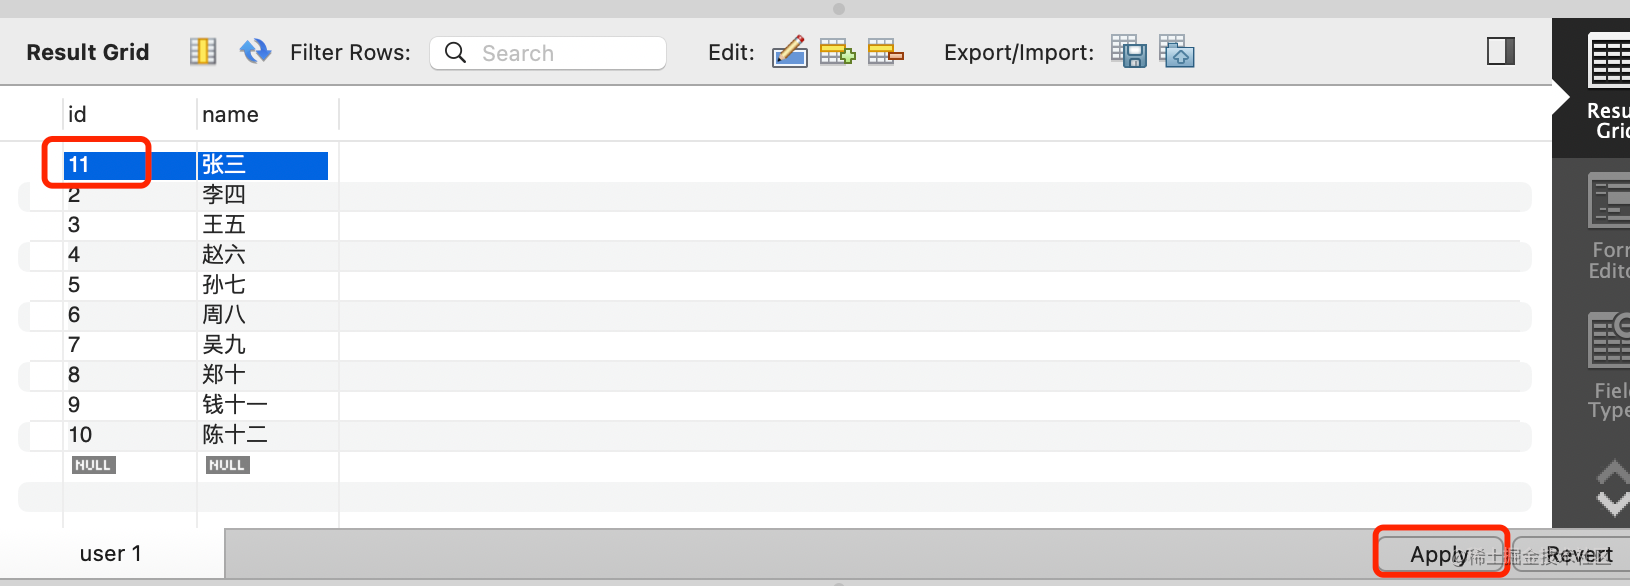 Result Grid Filter Rows: Search Edit: Export/Import:
id name
11 张三
2 李四
3 王五
4 赵六
5 孙七
6 周八
7 吴九
8 郑十
9 钱十一
10 陈十二
NULL NULL
Resu
Grid
Form
Edito
Field
Type
user 1
Apply Revert
@稀土掘金技术社区